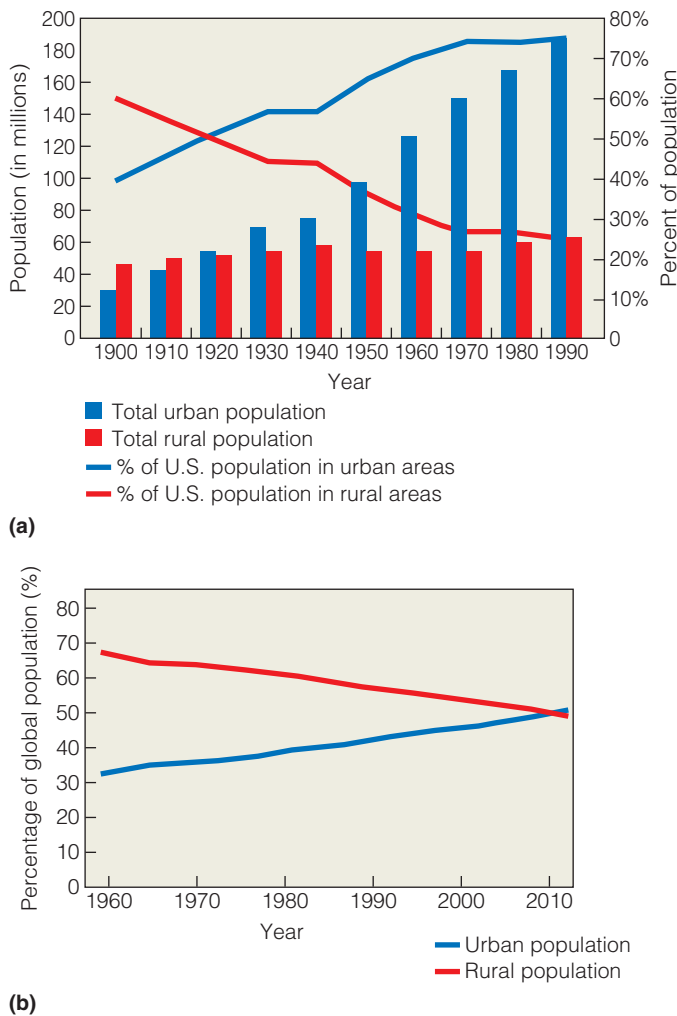 200
180
160
140
120
100
80
60
40
20
0
Population (in millions)
80%
70%
60%
50%
40%
30%
20%
10%
0
Percent of population
1900 1910 1920 1930 1940 1950 1960 1970 1980 1990
Year
Total urban population
Total rural population
% of U.S. population in urban areas
% of U.S. population in rural areas
(a)
Percentage of global population (%)
80
70
60
50
40
30
20
10
0
1960 1970 1980 1990 2000 2010
Year
Urban population
Rural population
(b)